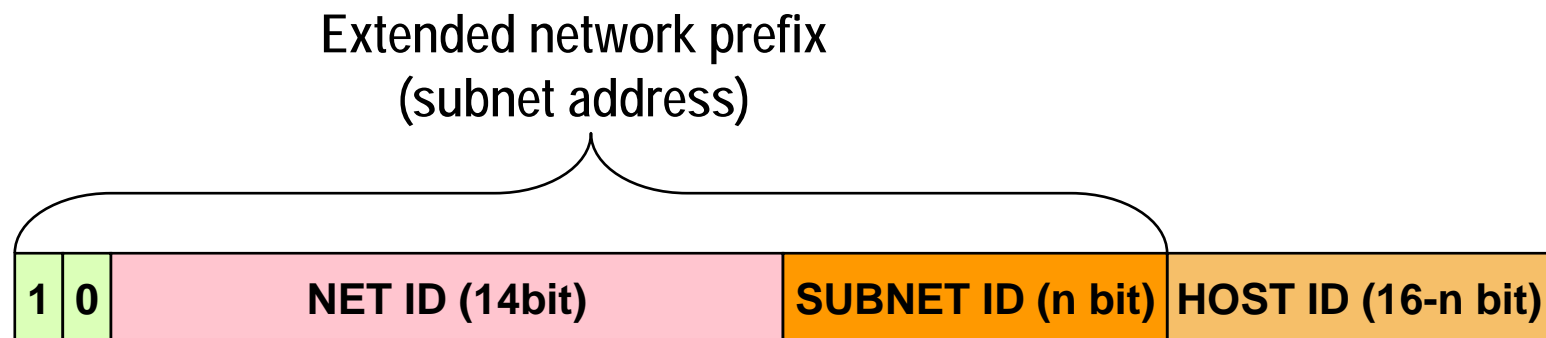 Extended network prefix
(subnet address)
1 0 NET ID (14bit) SUBNET ID (n bit) HOST ID (16-n bit)